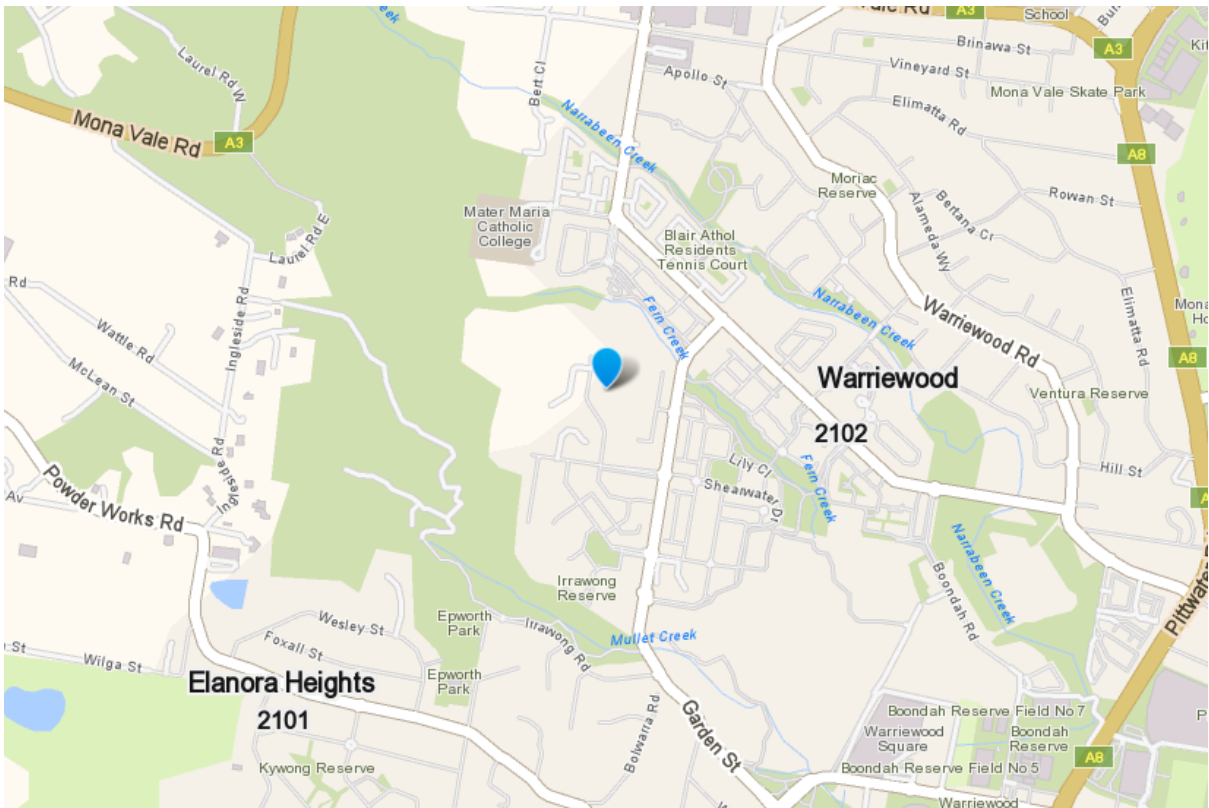 A3
School
Brinawa St
A3
Laurel Rd W
Bert Cl
Apollo St
Vineyard St
Mona Vale Skate Park
Elimatta Rd
Mona Vale Rd
A3
Narrabeen Creek
A8
Moriac
Reserve
Rowan St
Mater Maria
Catholic
College
Laurel Rd E
Alameda Wy
Bertana Cr
Blair Athol
Residents
Tennis Court
Rd
Wattle Rd
Ingleside Rd
Fern Creek
Narrabeen Creek
Warriewood Rd
Elimatta Rd
McLean St
A8
Warriewood
Ventura Reserve
2102
Ingleside Rd
Lily Cl
Fern Creek
Hill St
Powder Works Rd
Av
Shearwater Dr
Narrabeen Creek
Irrawong
Reserve
Boondah Rd
Wesley St
Epworth
Park
Irrawong Rd
Mullet Creek
Foxall St
St
Wilga St
Elanora Heights
Epworth
Park
2101
Bolwarra Rd
Garden St
Boondah Reserve Field No 7
Warriewood
Square
Boondah
Reserve
Kywong Reserve
Boondah Reserve Field No 5
A8
Warriewood